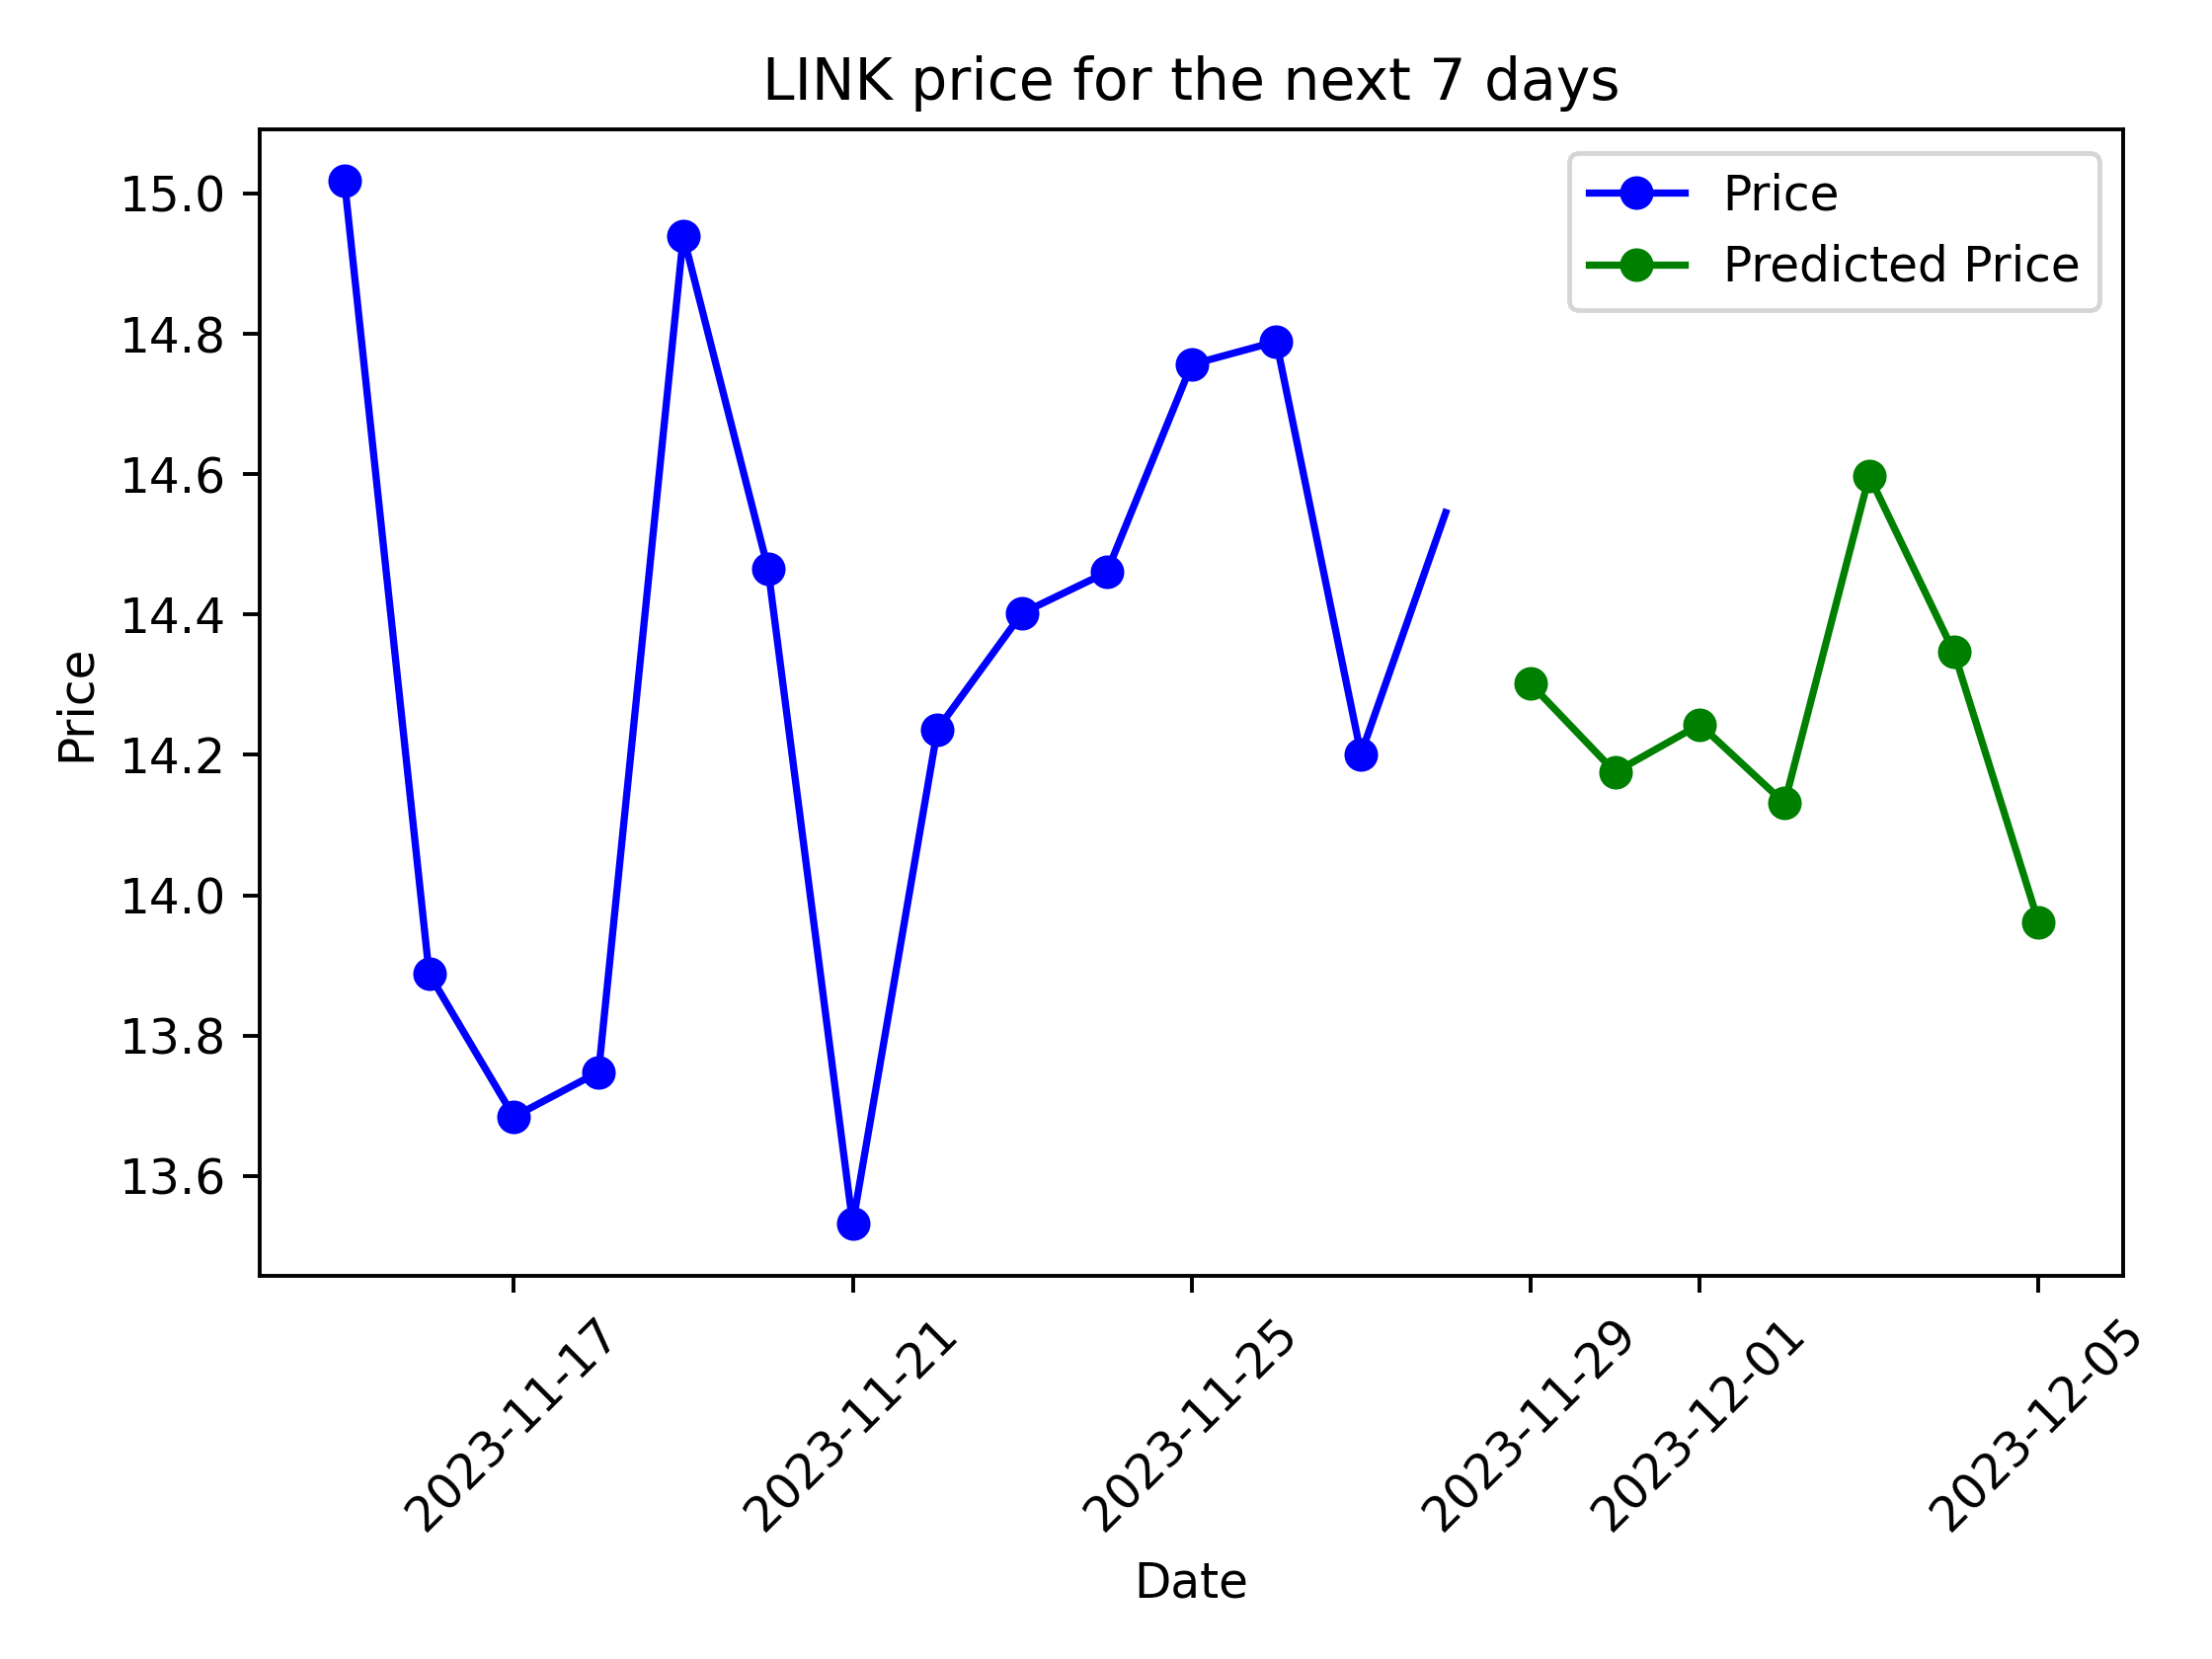 LINK price for the next 7 days
Price
Predicted Price
15.0
14.8
14.6
14.4
14.2
14.0
13.8
13.6
Price
2023-11-17
2023-11-21
2023-11-25
2023-11-29
2023-12-01
2023-12-05
Date